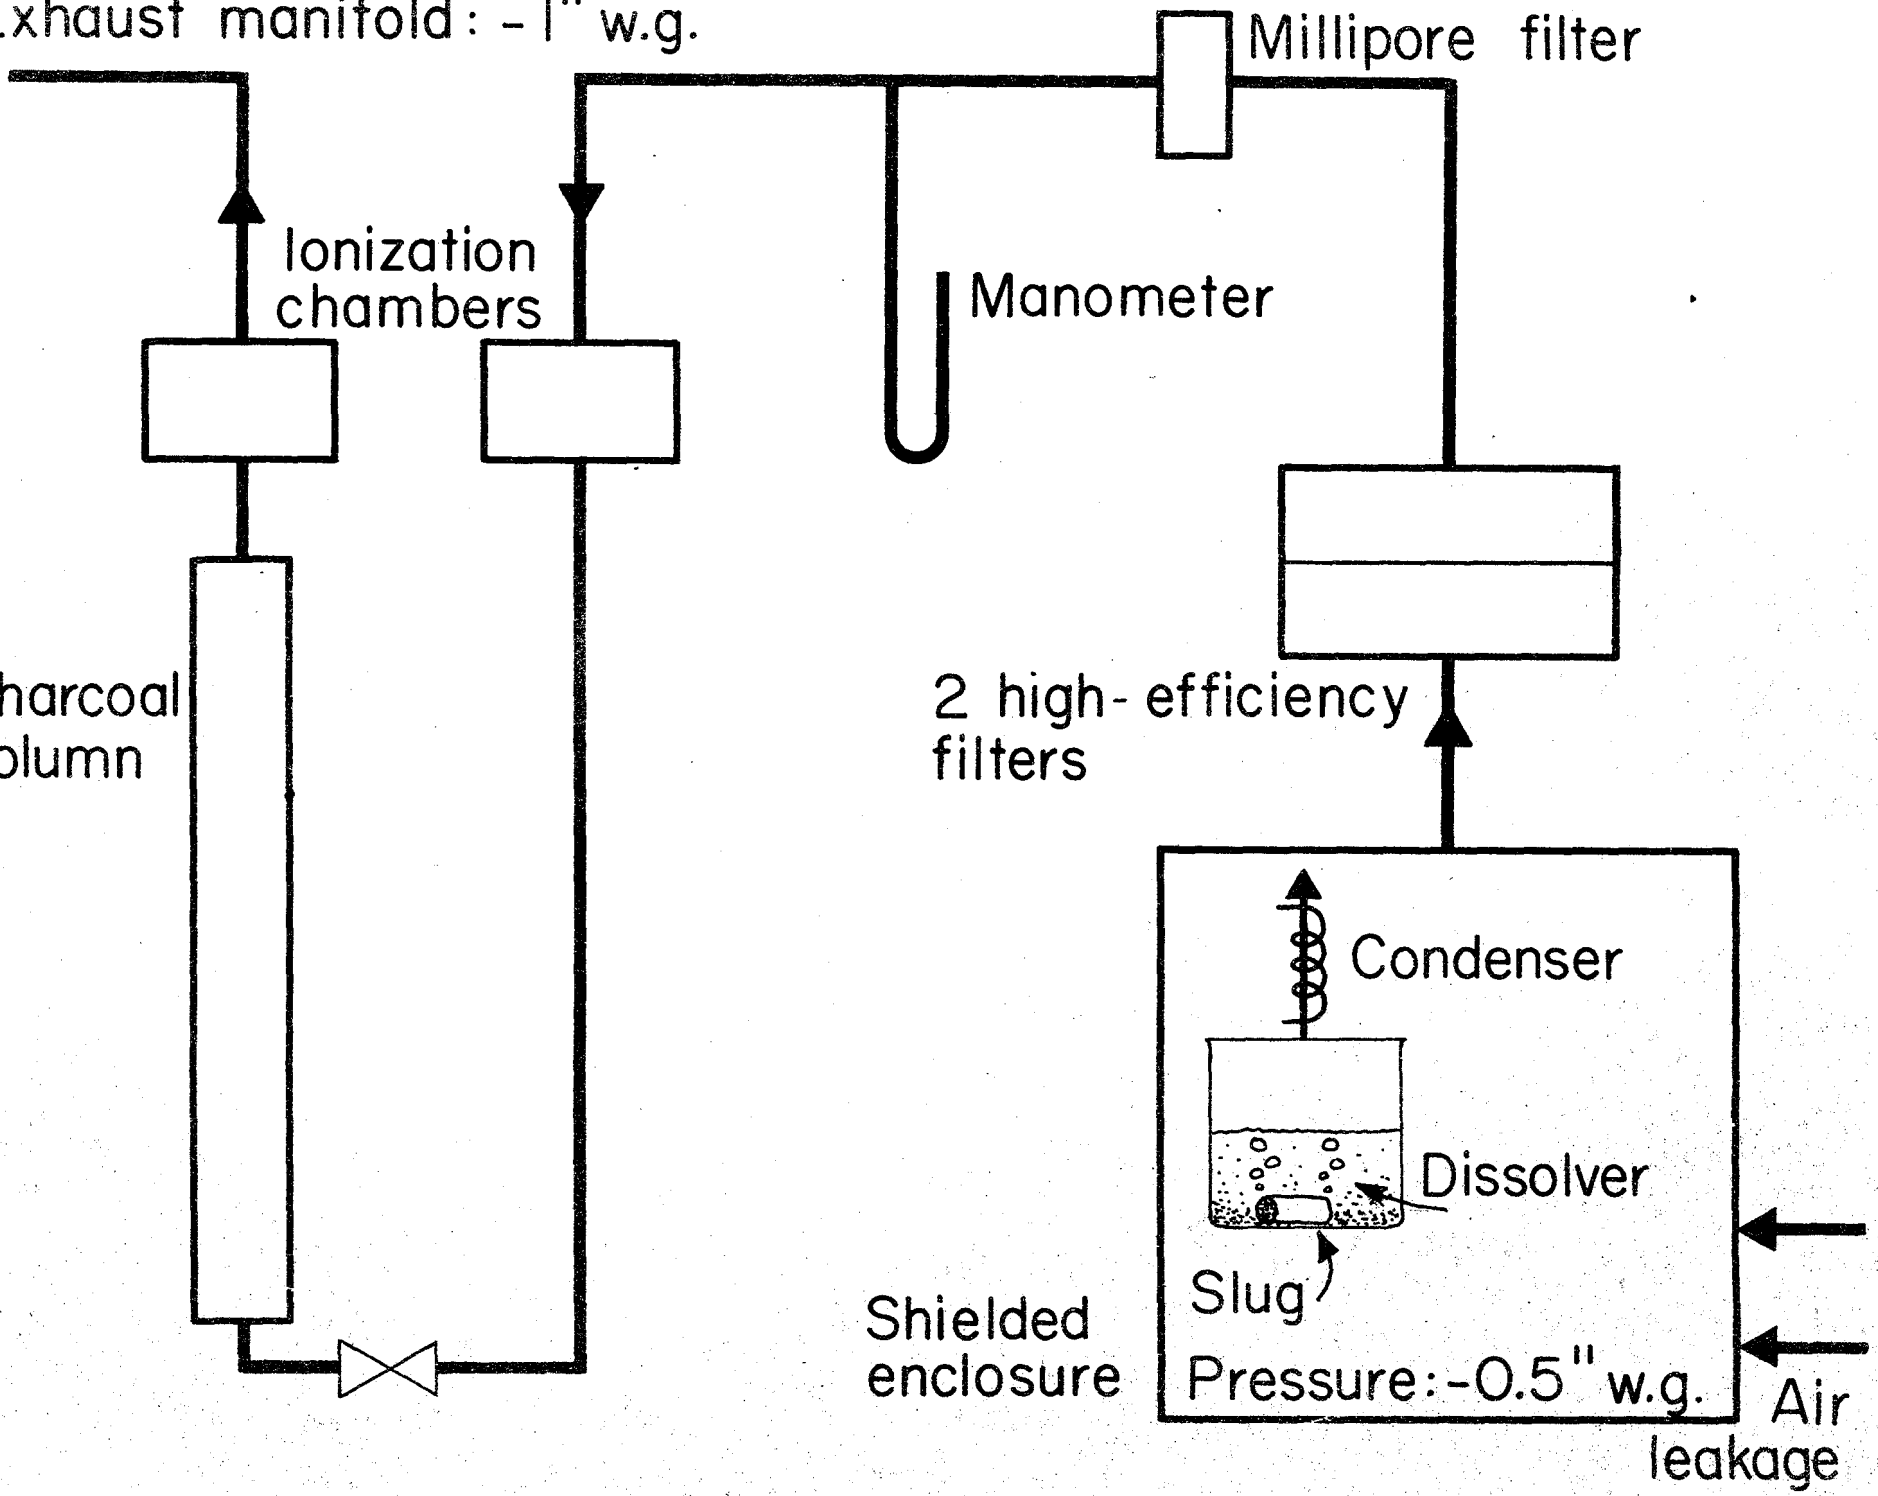 .xhaust manifold: -1" w.g.
Millipore filter
Ionization
chambers
Manometer
harcoal
olumn
2 high-efficiency
filters
Condenser
Dissolver
Slug
Shielded
enclosure
Pressure:-0.5" w.g.
Air
leakage